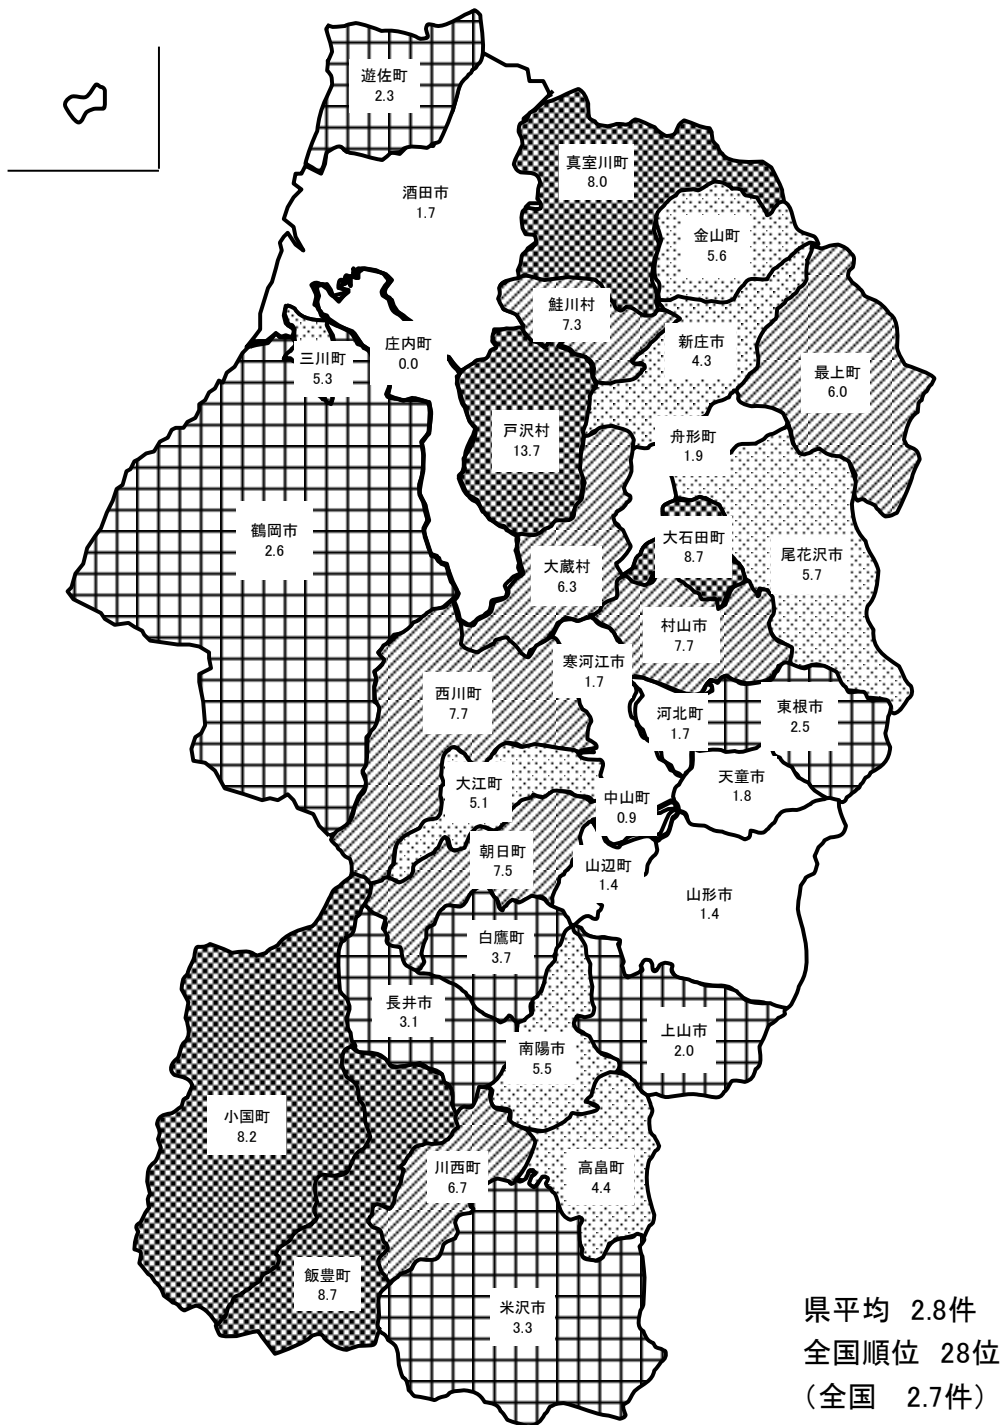 遊佐町
2.3
真室川町
8.0
酒田市
1.7
金山町
5.6
鮭川村
7.3
新庄市
4.3
庄内町
0.0
三川町
5.3
最上町
6.0
戸沢村
13.7
舟形町
1.9
鶴岡市
2.6
大石田町
8.7
尾花沢市
5.7
大蔵村
6.3
村山市
7.7
寒河江市
1.7
西川町
7.7
河北町
1.7
東根市
2.5
大江町
5.1
天童市
1.8
中山町
0.9
朝日町
7.5
山辺町
1.4
山形市
1.4
白鷹町
3.7
長井市
3.1
上山市
2.0
南陽市
5.5
小国町
8.2
川西町
6.7
高畠町
4.4
飯豊町
8.7
米沢市
3.3
県平均 2.8件
全国順位 28位
(全国 2.7件)